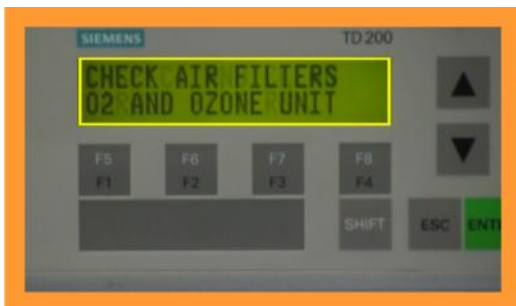 SIEMENS TD 200
CHECK AIR FILTERS
O2 AND OZONE UNIT
F5 F6 F7 F8
F1 F2 F3 F4
SHIFT ESC